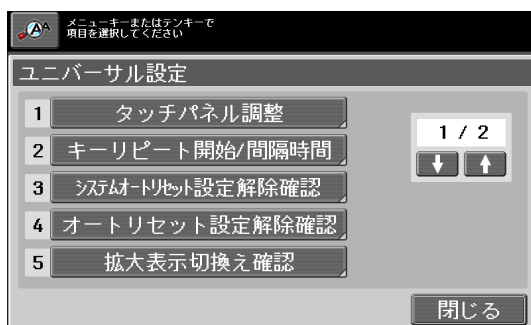 メニューキーまたはテンキーで
項目を選択してください
ユニバーサル設定
1 タッチパネル調整
2 キーリピート開始/間隔時間
3 ｼｽﾃﾑｵｰﾄﾘｾｯﾄ設定解除確認
4 オートリセット設定解除確認
5 拡大表示切換え確認
1 / 2
閉じる